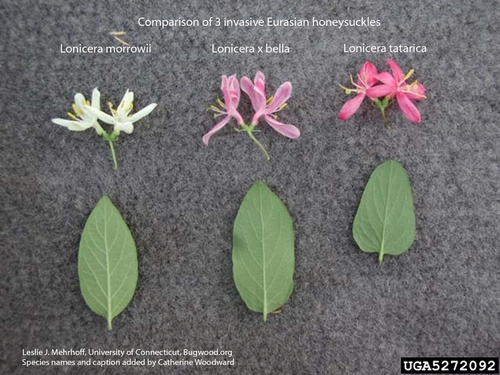 Comparison of 3 invasive Eurasian honeysuckles
Lonicera morrowii
Lonicera x bella
Lonicera tatarica
Leslie J. Mehrhoff, University of Connecticut, Bugwood.org
Species names and caption added by Catherine Woodward
UGA5272092